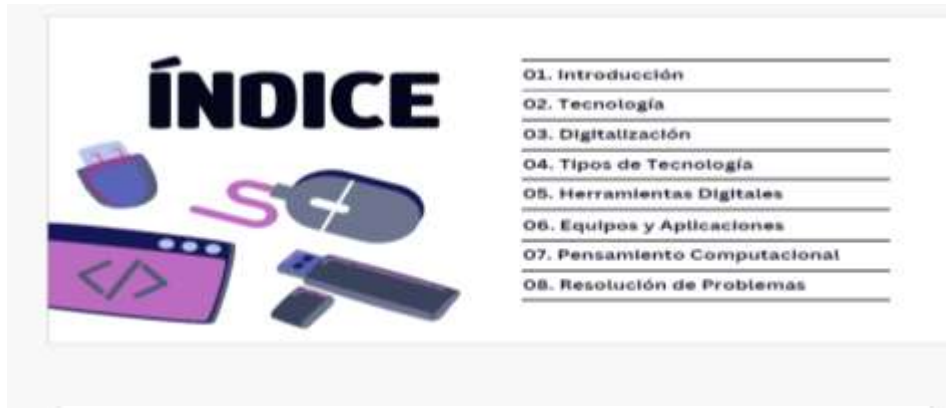 ÍNDICE
01. Introducción
02. Tecnología
03. Digitalización
04. Tipos de Tecnología
05. Herramientas Digitales
06. Equipos y Aplicaciones
07. Pensamiento Computacional
08. Resolución de Problemas
</>